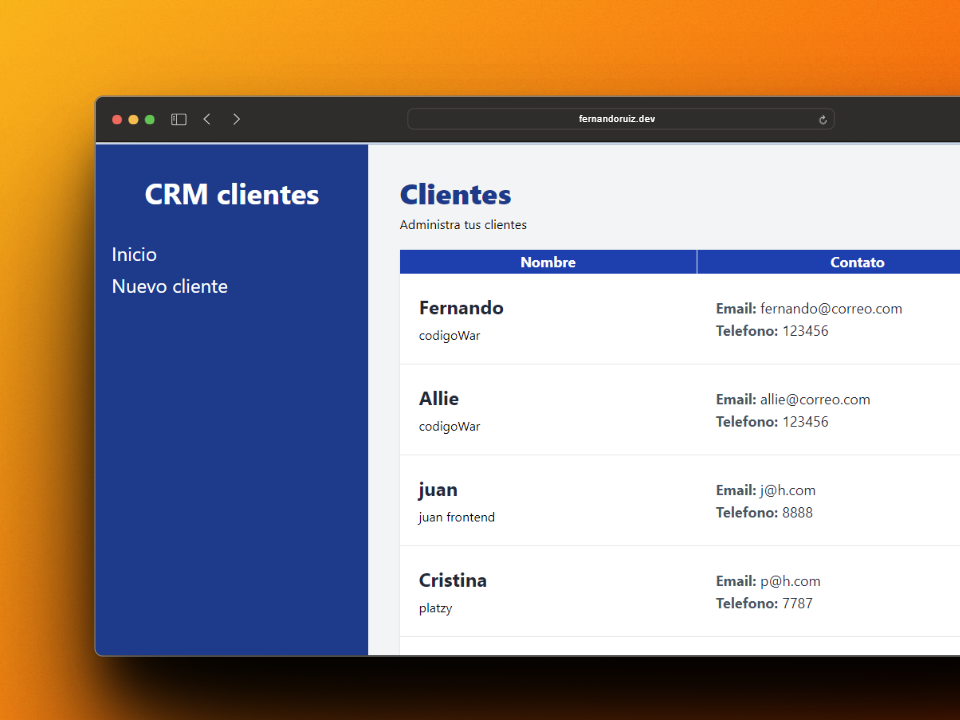 fernandoruiz.dev
CRM clientes
Inicio
Nuevo cliente
Clientes
Administra tus clientes
Nombre Contato
Fernando
codigoWar
Email: fernando@correo.com
Telefono: 123456
Allie
codigoWar
Email: allie@correo.com
Telefono: 123456
juan
juan frontend
Email: j@h.com
Telefono: 8888
Cristina
platzy
Email: p@h.com
Telefono: 7787